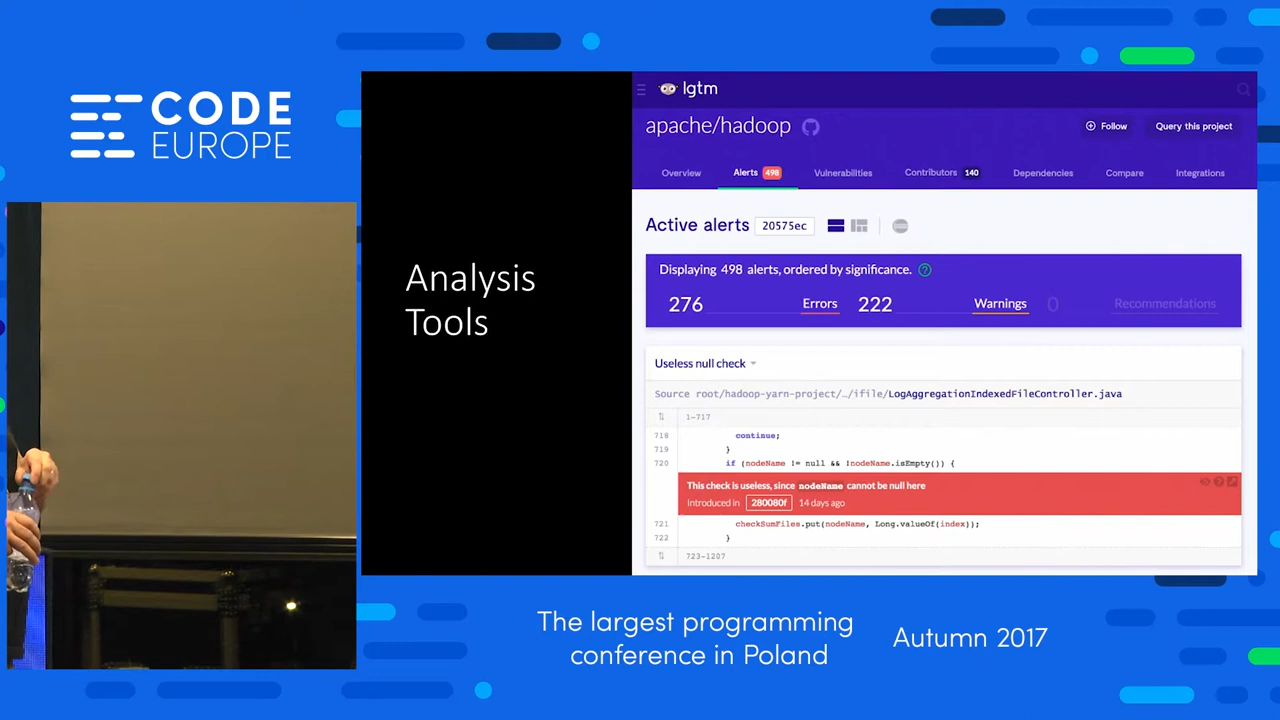 CODE
EUROPE
Analysis
Tools
lgtm
apache/hadoop
Follow
Query this project
Overview
Alerts 498
Vulnerabilities
Contributors 140
Dependencies
Compare
Integrations
Active alerts 20575ec
Displaying 498 alerts, ordered by significance. ?
276 Errors 222 Warnings 0 Recommendations
Useless null check
Source root/hadoop-yarn-project/…/ifile/LogAggregationIndexedFileController.java
1-717
718 continue;
719 }
720 if (nodeName != null && !nodeName.isEmpty()) {
This check is useless, since nodeName cannot be null here
Introduced in 280080f 14 days ago
721 checkSumFiles.put(nodeName, Long.valueOf(index));
722 }
723-1207
The largest programming
conference in Poland
Autumn 2017